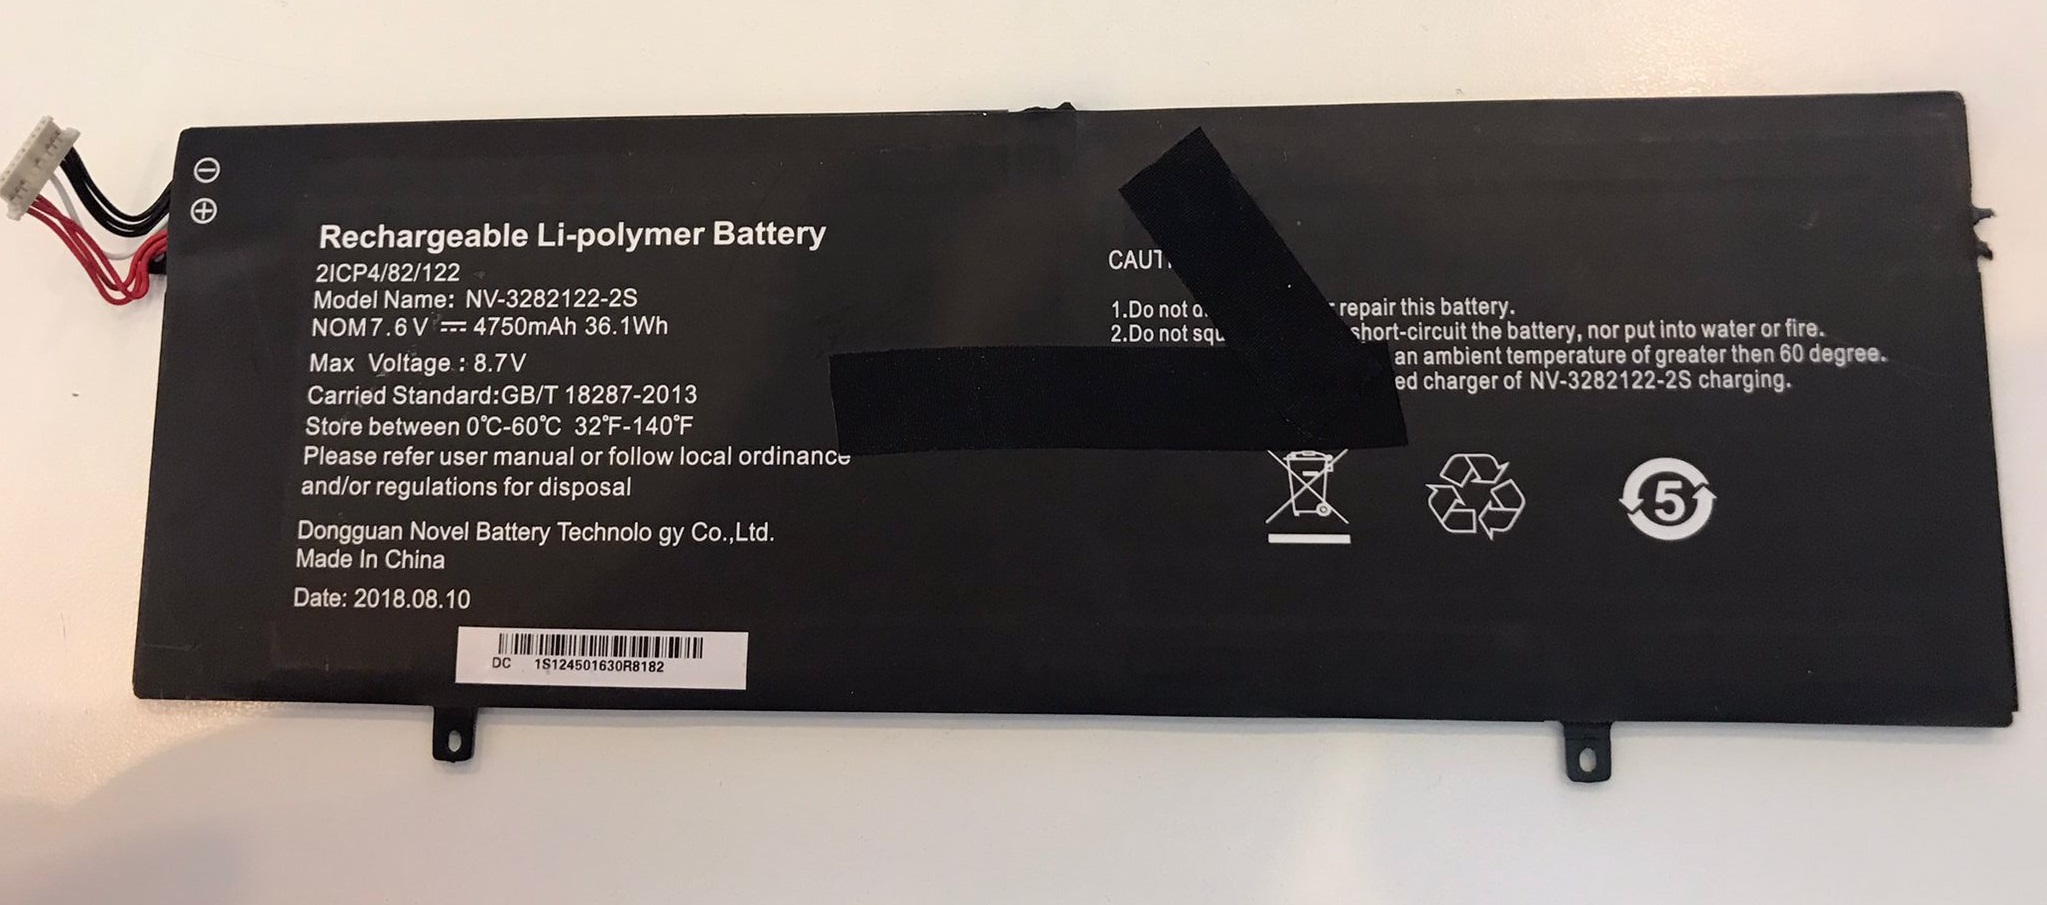 Rechargeable Li-polymer Battery
2ICP4/82/122
Model Name: NV-3282122-2S
NOM7.6V ⎓ 4750mAh 36.1Wh
Max Voltage : 8.7V
Carried Standard:GB/T 18287-2013
Store between 0℃-60℃ 32℉-140℉
Please refer user manual or follow local ordinance
and/or regulations for disposal
Dongguan Novel Battery Technolo gy Co.,Ltd.
Made In China
Date: 2018.08.10
DC 1S124501630R8182
1.Do not repair this battery.
2.Do not short-circuit the battery, nor put into water or fire.
an ambient temperature of greater then 60 degree.
charger of NV-3282122-2S charging.
5